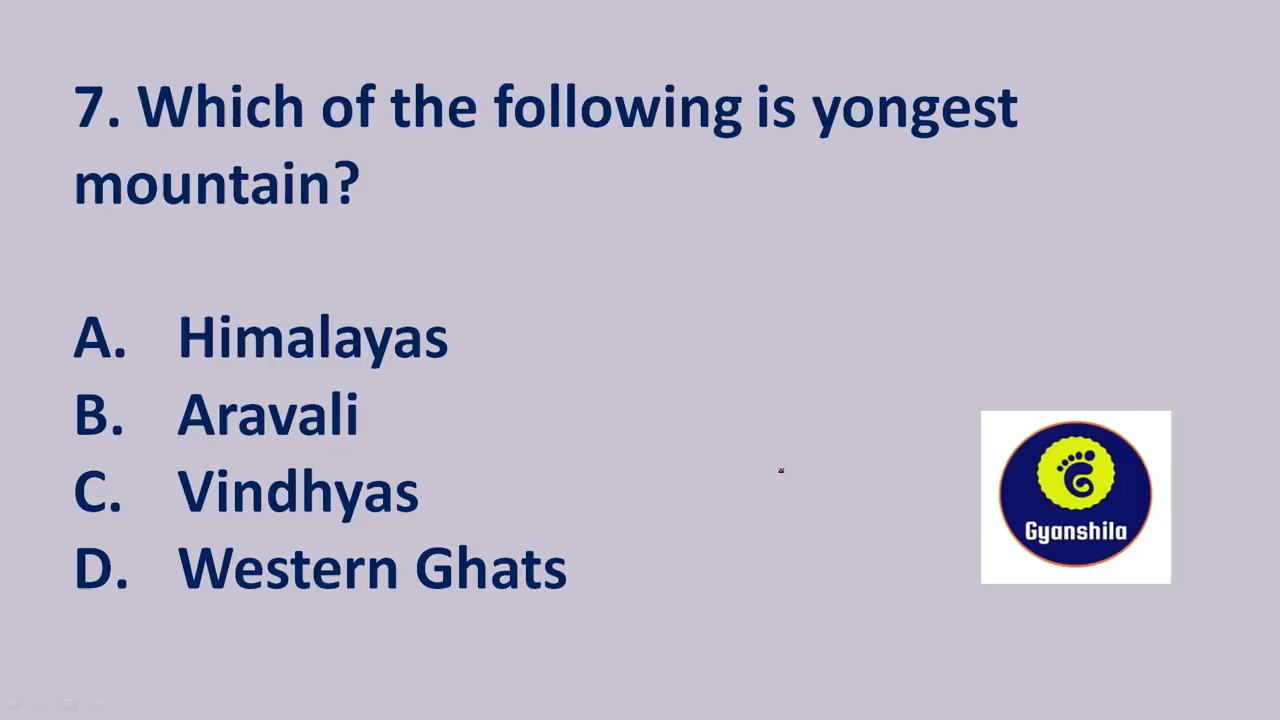 7. Which of the following is yongest
mountain?
A. Himalayas
B. Aravali
C. Vindhyas
D. Western Ghats
Gyanshila